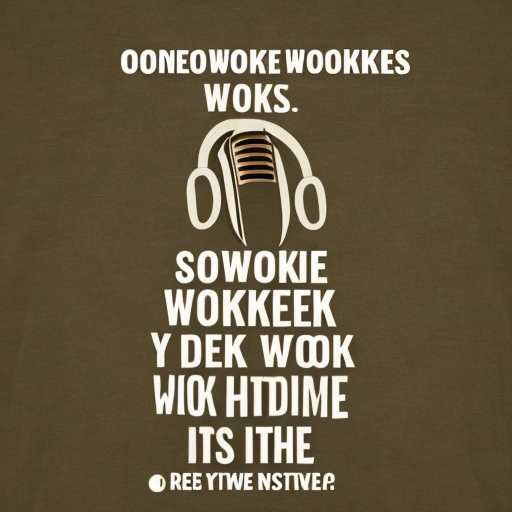 OONEOWOKE WOOKKES
WOKS.
SOWOKIE
WOKKEEK
Y DEK WOOK
WIOK HTDIME
ITS ITHE
REE YTWE NSTIVEP.